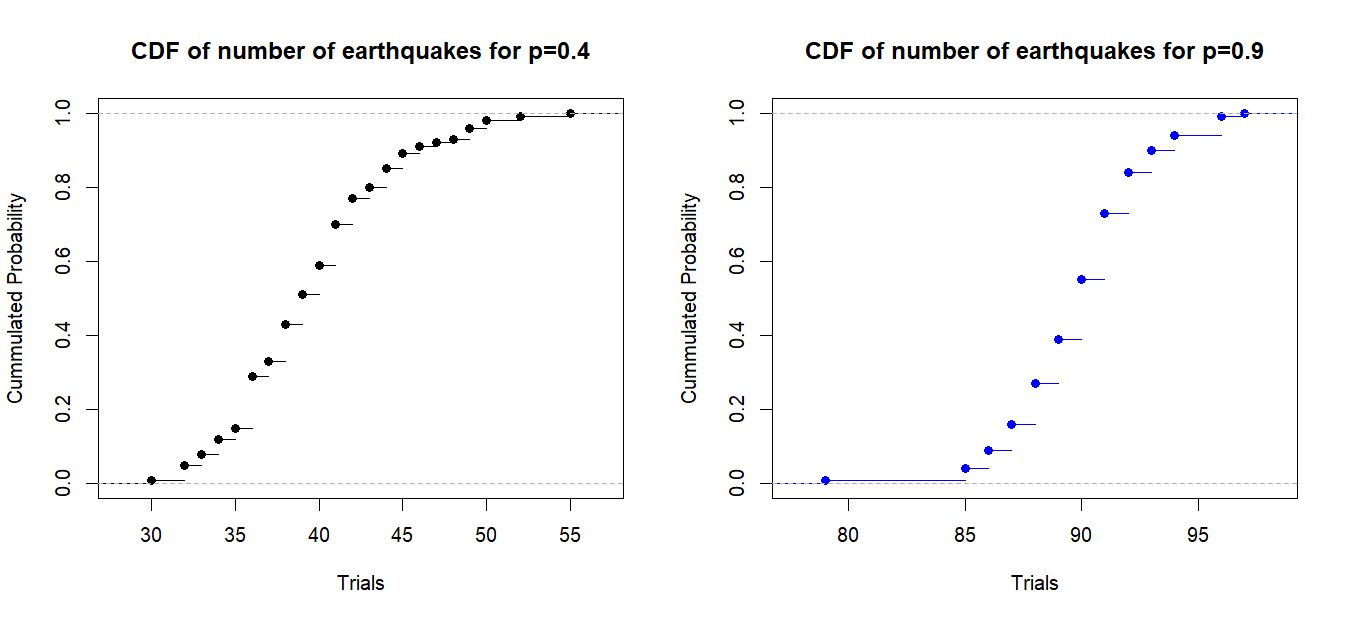 CDF of number of earthquakes for p=0.4
Cummulated Probability
1.0
0.8
0.6
0.4
0.2
0.0
30 35 40 45 50 55
Trials
CDF of number of earthquakes for p=0.9
Cummulated Probability
1.0
0.8
0.6
0.4
0.2
0.0
80 85 90 95
Trials